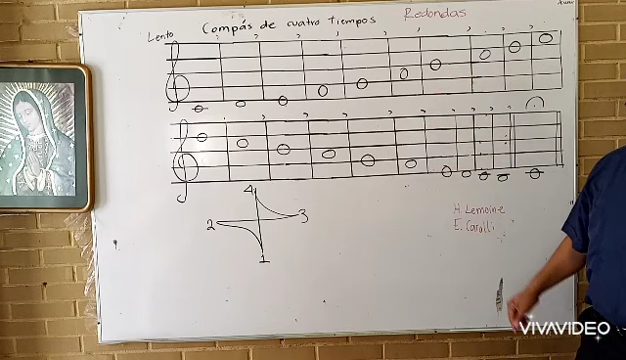 Compás de cuatro tiempos Redondas
Lento
4
2 3
1
H. Lemoine
E. Carulli
VIVAVIDEO